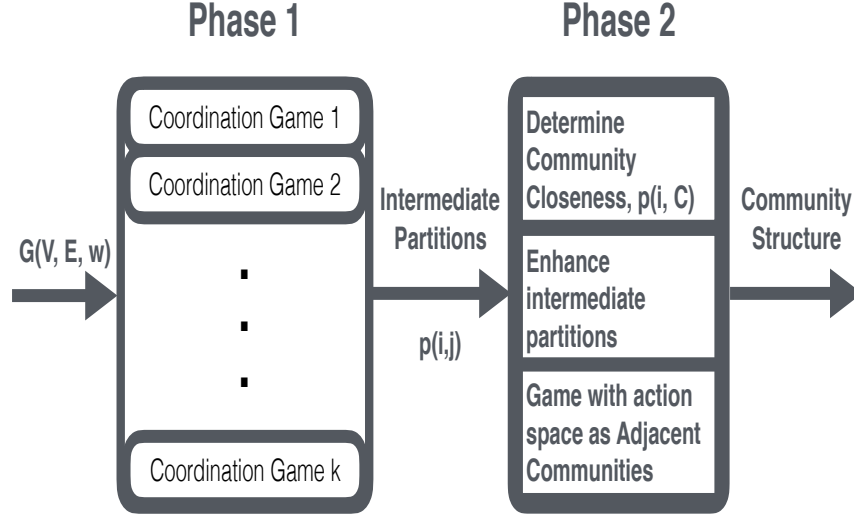 Phase 1
Phase 2
G(V, E, w)
Coordination Game 1
Coordination Game 2
.
.
.
Coordination Game k
Intermediate
Partitions
p(i,j)
Determine
Community
Closeness, p(i, C)
Enhance
intermediate
partitions
Game with action
space as Adjacent
Communities
Community
Structure